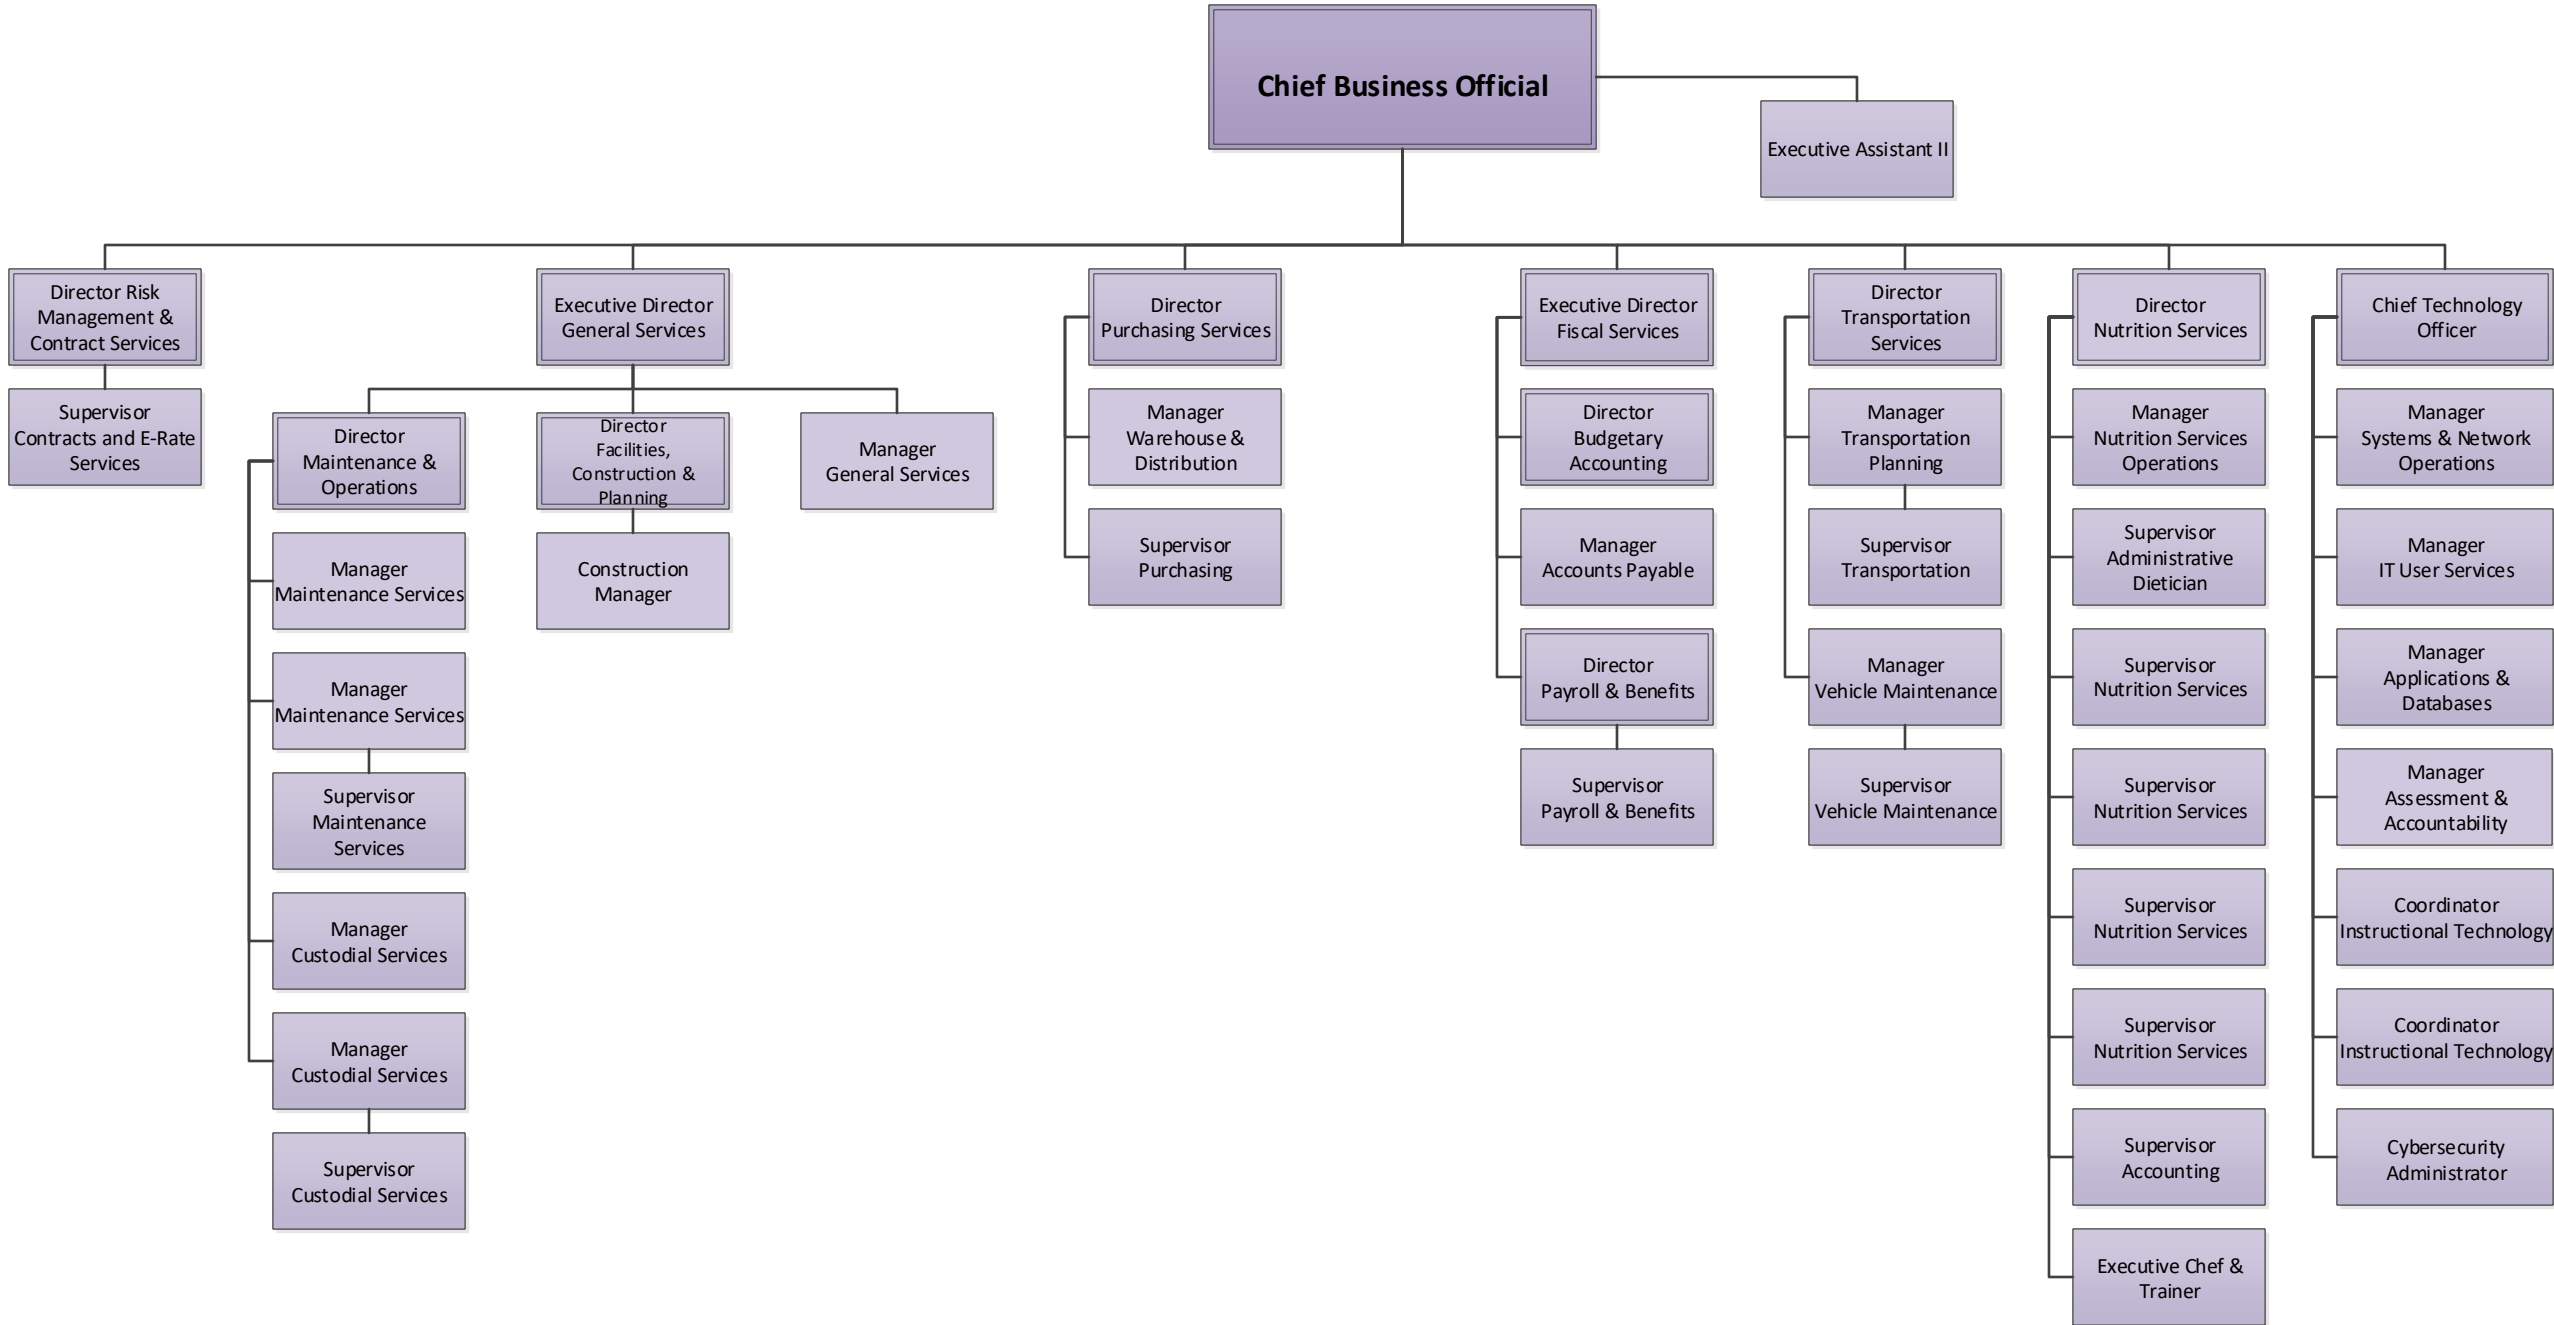 Chief Business Official
Executive Assistant II
Director Risk
Management &
Contract Services
Supervisor
Contracts and E-Rate
Services
Executive Director
General Services
Director
Maintenance &
Operations
Manager
Maintenance Services
Manager
Maintenance Services
Supervisor
Maintenance
Services
Manager
Custodial Services
Manager
Custodial Services
Supervisor
Custodial Services
Director
Facilities,
Construction &
Planning
Construction
Manager
Manager
General Services
Director
Purchasing Services
Manager
Warehouse &
Distribution
Supervisor
Purchasing
Executive Director
Fiscal Services
Director
Budgetary
Accounting
Manager
Accounts Payable
Director
Payroll & Benefits
Supervisor
Payroll & Benefits
Director
Transportation
Services
Manager
Transportation
Planning
Supervisor
Transportation
Manager
Vehicle Maintenance
Supervisor
Vehicle Maintenance
Director
Nutrition Services
Manager
Nutrition Services
Operations
Supervisor
Administrative
Dietician
Supervisor
Nutrition Services
Supervisor
Nutrition Services
Supervisor
Nutrition Services
Supervisor
Nutrition Services
Supervisor
Accounting
Executive Chef &
Trainer
Chief Technology
Officer
Manager
Systems & Network
Operations
Manager
IT User Services
Manager
Applications &
Databases
Manager
Assessment &
Accountability
Coordinator
Instructional Technology
Coordinator
Instructional Technology
Cybersecurity
Administrator